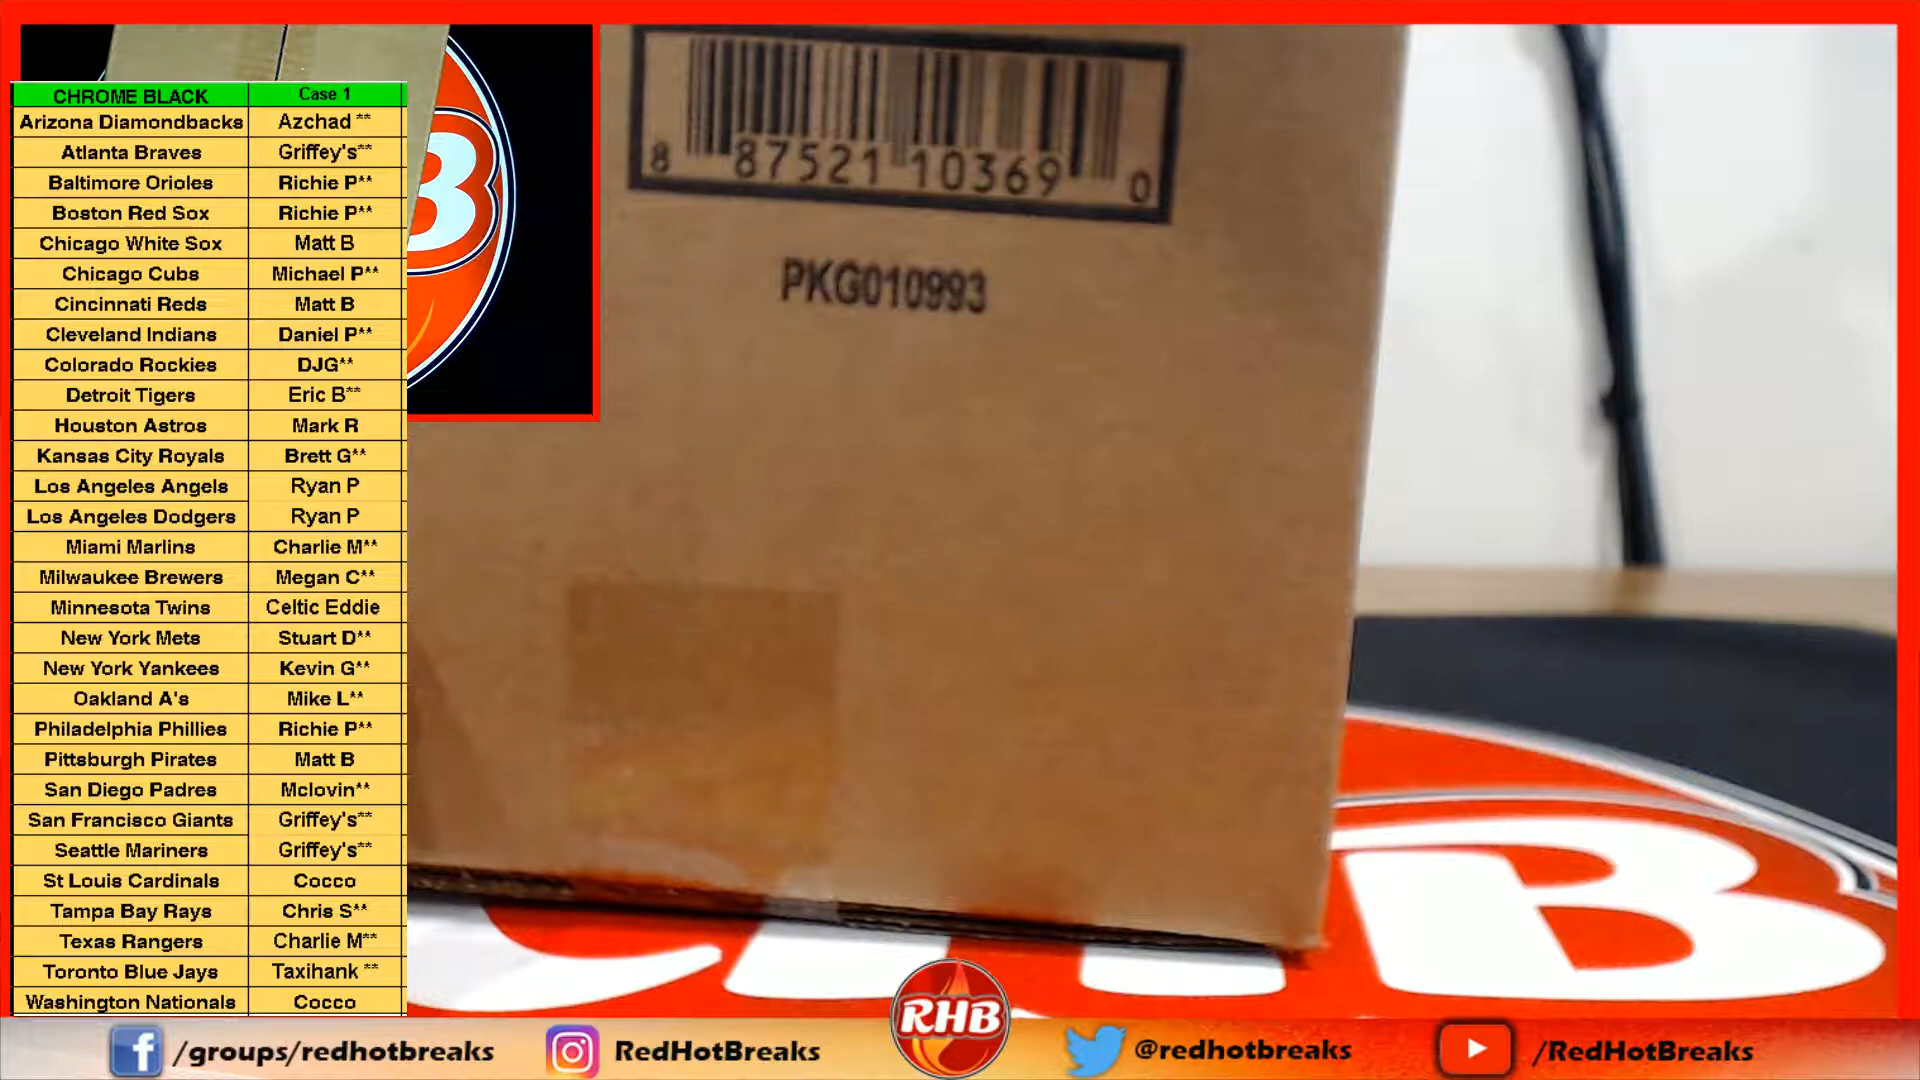 CHROME BLACK Case 1
Arizona Diamondbacks Azchad **
Atlanta Braves Griffey's**
Baltimore Orioles Richie P**
Boston Red Sox Richie P**
Chicago White Sox Matt B
Chicago Cubs Michael P**
Cincinnati Reds Matt B
Cleveland Indians Daniel P**
Colorado Rockies DJG**
Detroit Tigers Eric B**
Houston Astros Mark R
Kansas City Royals Brett G**
Los Angeles Angels Ryan P
Los Angeles Dodgers Ryan P
Miami Marlins Charlie M**
Milwaukee Brewers Megan C**
Minnesota Twins Celtic Eddie
New York Mets Stuart D**
New York Yankees Kevin G**
Oakland A's Mike L**
Philadelphia Phillies Richie P**
Pittsburgh Pirates Matt B
San Diego Padres Mclovin**
San Francisco Giants Griffey's**
Seattle Mariners Griffey's**
St Louis Cardinals Cocco
Tampa Bay Rays Chris S**
Texas Rangers Charlie M**
Toronto Blue Jays Taxihank **
Washington Nationals Cocco
B
8 87521 10369 0
PKG010993
RHB
/groups/redhotbreaks
RedHotBreaks
@redhotbreaks
/RedHotBreaks